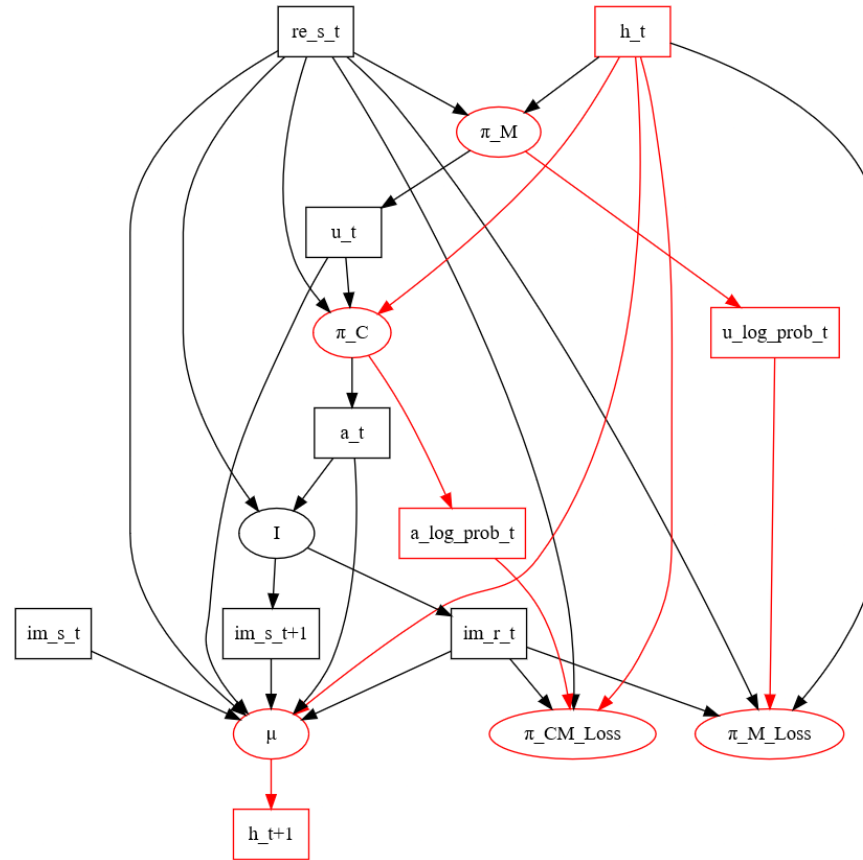 re_s_t
h_t
π_M
u_t
π_C
u_log_prob_t
a_t
I
a_log_prob_t
im_s_t
im_s_t+1
im_r_t
μ
π_CM_Loss
π_M_Loss
h_t+1